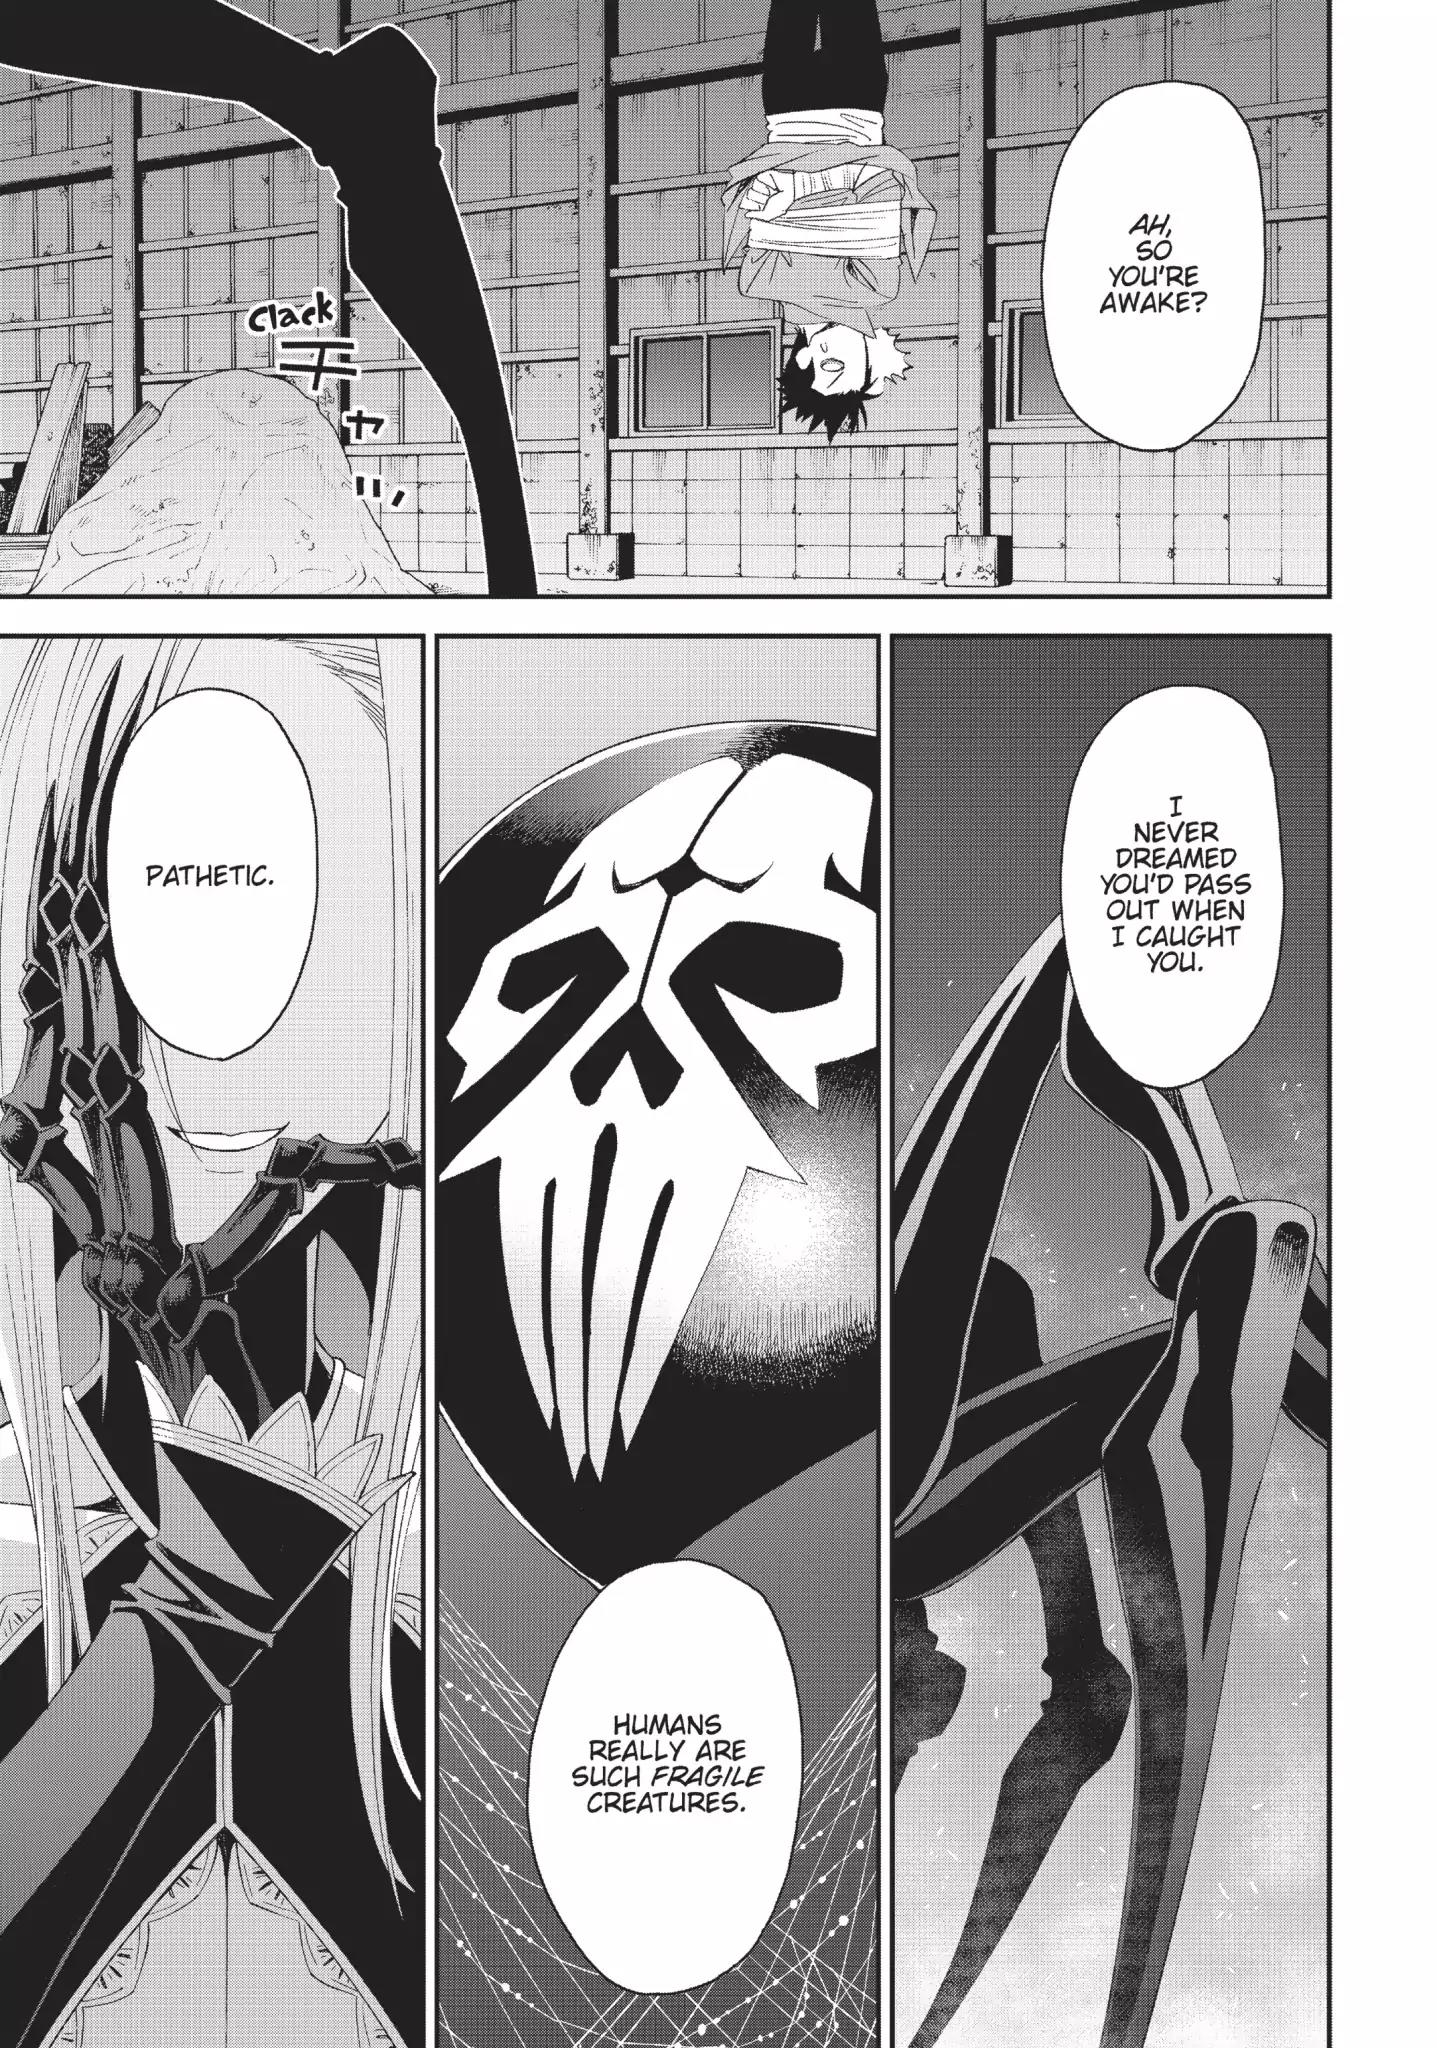 AH,
SO
YOU'RE
AWAKE?
Clack
チャッ
I
NEVER
DREAMED
YOU'D PASS
OUT WHEN
I CAUGHT
YOU.
HUMANS
REALLY ARE
SUCH FRAGILE
CREATURES.
PATHETIC.